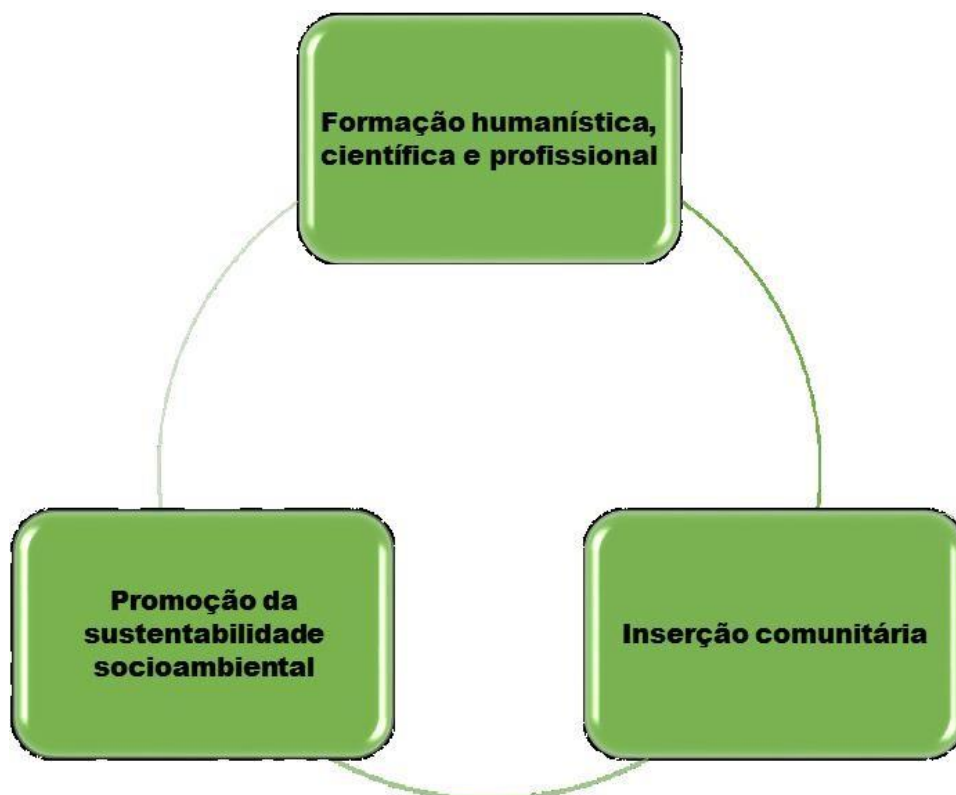 Formação humanística,
científica e profissional
Promoção da
sustentabilidade
socioambiental
Inserção comunitária